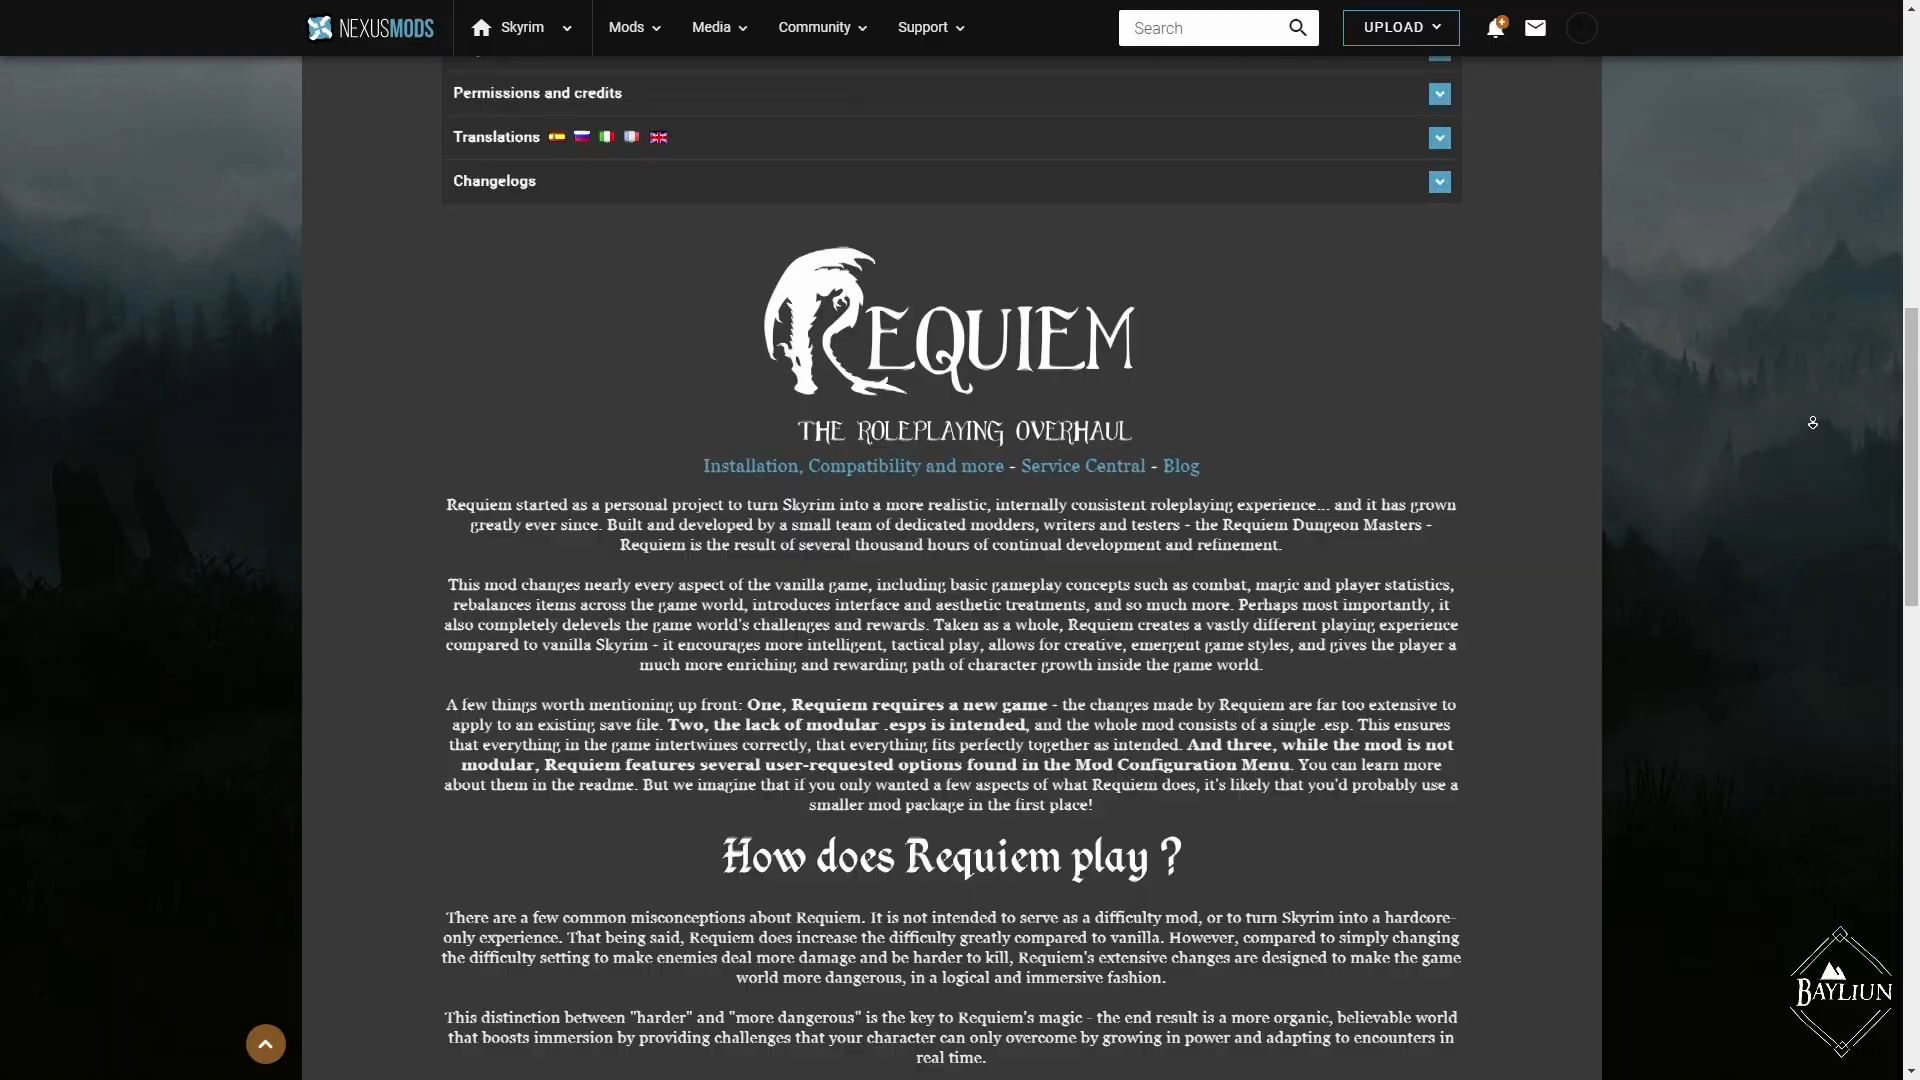 NEXUSMODS Skyrim Mods Media Community Support Search UPLOAD
Permissions and credits
Translations
Changelogs
REQUIEM
THE ROLEPLAYING OVERHAUL
Installation, Compatibility and more - Service Central - Blog
Requiem started as a personal project to turn Skyrim into a more realistic, internally consistent roleplaying experience... and it has grown
greatly ever since. Built and developed by a small team of dedicated modders, writers and testers - the Requiem Dungeon Masters -
Requiem is the result of several thousand hours of continual development and refinement.
This mod changes nearly every aspect of the vanilla game, including basic gameplay concepts such as combat, magic and player statistics,
rebalances items across the game world, introduces interface and aesthetic treatments, and so much more. Perhaps most importantly, it
also completely delevels the game world's challenges and rewards. Taken as a whole, Requiem creates a vastly different playing experience
compared to vanilla Skyrim - it encourages more intelligent, tactical play, allows for creative, emergent game styles, and gives the player a
much more enriching and rewarding path of character growth inside the game world.
A few things worth mentioning up front: One, Requiem requires a new game - the changes made by Requiem are far too extensive to
apply to an existing save file. Two, the lack of modular .esps is intended, and the whole mod consists of a single .esp. This ensures
that everything in the game intertwines correctly, that everything fits perfectly together as intended. And three, while the mod is not
modular, Requiem features several user-requested options found in the Mod Configuration Menu. You can learn more
about them in the readme. But we imagine that if you only wanted a few aspects of what Requiem does, it's likely that you'd probably use a
smaller mod package in the first place!
How does Requiem play ?
There are a few common misconceptions about Requiem. It is not intended to serve as a difficulty mod, or to turn Skyrim into a hardcore-
only experience. That being said, Requiem does increase the difficulty greatly compared to vanilla. However, compared to simply changing
the difficulty setting to make enemies deal more damage and be harder to kill, Requiem's extensive changes are designed to make the game
world more dangerous, in a logical and immersive fashion.
This distinction between "harder" and "more dangerous" is the key to Requiem's magic - the end result is a more organic, believable world
that boosts immersion by providing challenges that your character can only overcome by growing in power and adapting to encounters in
real time.
BAYLIUN